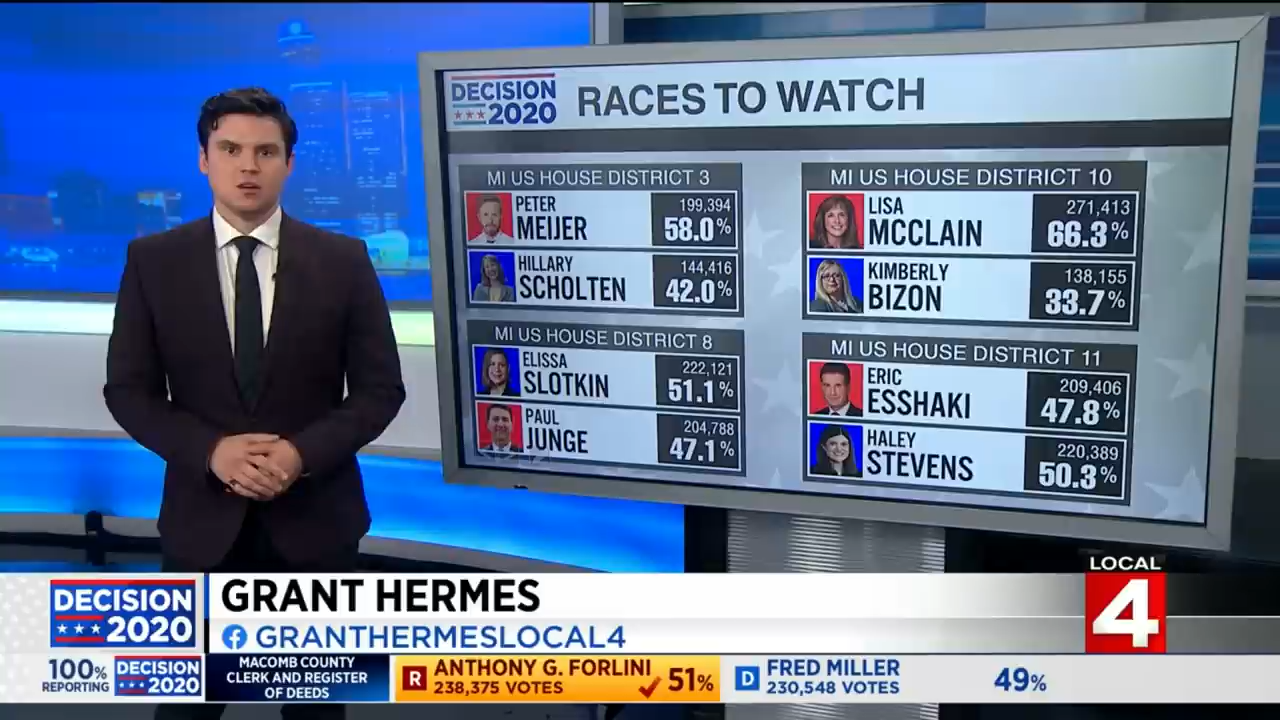 DECISION
★★★2020
RACES TO WATCH
MI US HOUSE DISTRICT 3
PETER
MEIJER
199,394
58.0%
HILLARY
SCHOLTEN
144,416
42.0%
MI US HOUSE DISTRICT 8
ELISSA
SLOTKIN
222,121
51.1%
PAUL
JUNGE
204,788
47.1%
MI US HOUSE DISTRICT 10
LISA
MCCLAIN
271,413
66.3%
KIMBERLY
BIZON
138,155
33.7%
MI US HOUSE DISTRICT 11
ERIC
ESSHAKI
209,406
47.8%
HALEY
STEVENS
220,389
50.3%
LOCAL
4
DECISION
★★★2020
GRANT HERMES
GRANTHERMESLOCAL4
100%
REPORTING
DECISION
★★★2020
MACOMB COUNTY
CLERK AND REGISTER
OF DEEDS
R ANTHONY G. FORLINI
238,375 VOTES ✓ 51%
D FRED MILLER
230,548 VOTES 49%